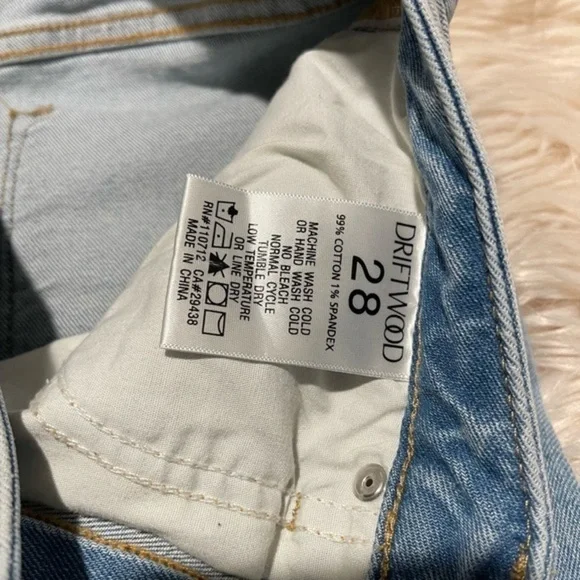 DRIFTWOOD
28
99% COTTON 1% SPANDEX
MACHINE WASH COLD
OR HAND WASH COLD
NO BLEACH
NORMAL CYCLE
TUMBLE DRY
LOW TEMPERATURE
OR LINE DRY
RN#110712 CA#29438
MADE IN CHINA